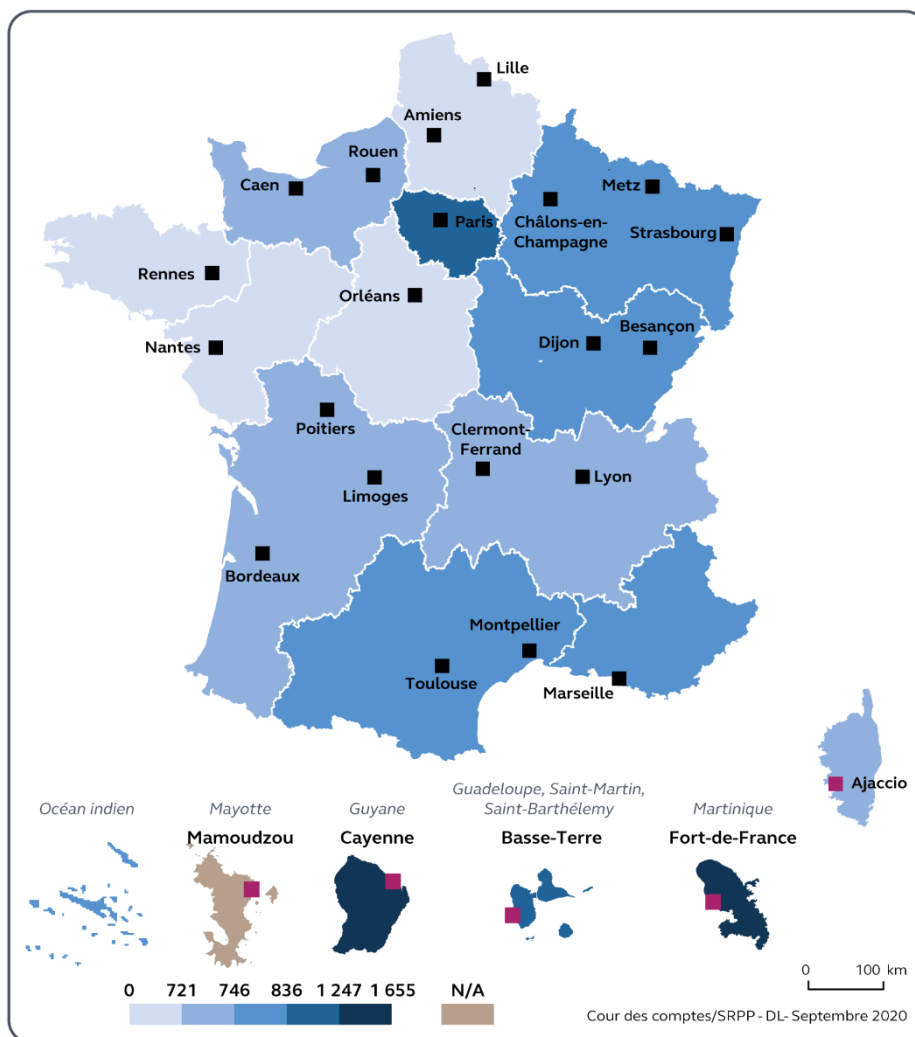 Lille
Amiens
Rouen
Caen
Metz
Paris
Châlons-en-
Champagne
Strasbourg
Rennes
Orléans
Besançon
Dijon
Nantes
Poitiers
Clermont-
Ferrand
Lyon
Limoges
Bordeaux
Montpellier
Toulouse
Marseille
Ajaccio
Océan indien
Mayotte
Mamoudzou
Guyane
Cayenne
Guadeloupe, Saint-Martin,
Saint-Barthélemy
Basse-Terre
Martinique
Fort-de-France
0 100 km
0 721 746 836 1 247 1 655 N/A
Cour des comptes/SRPP - DL- Septembre 2020